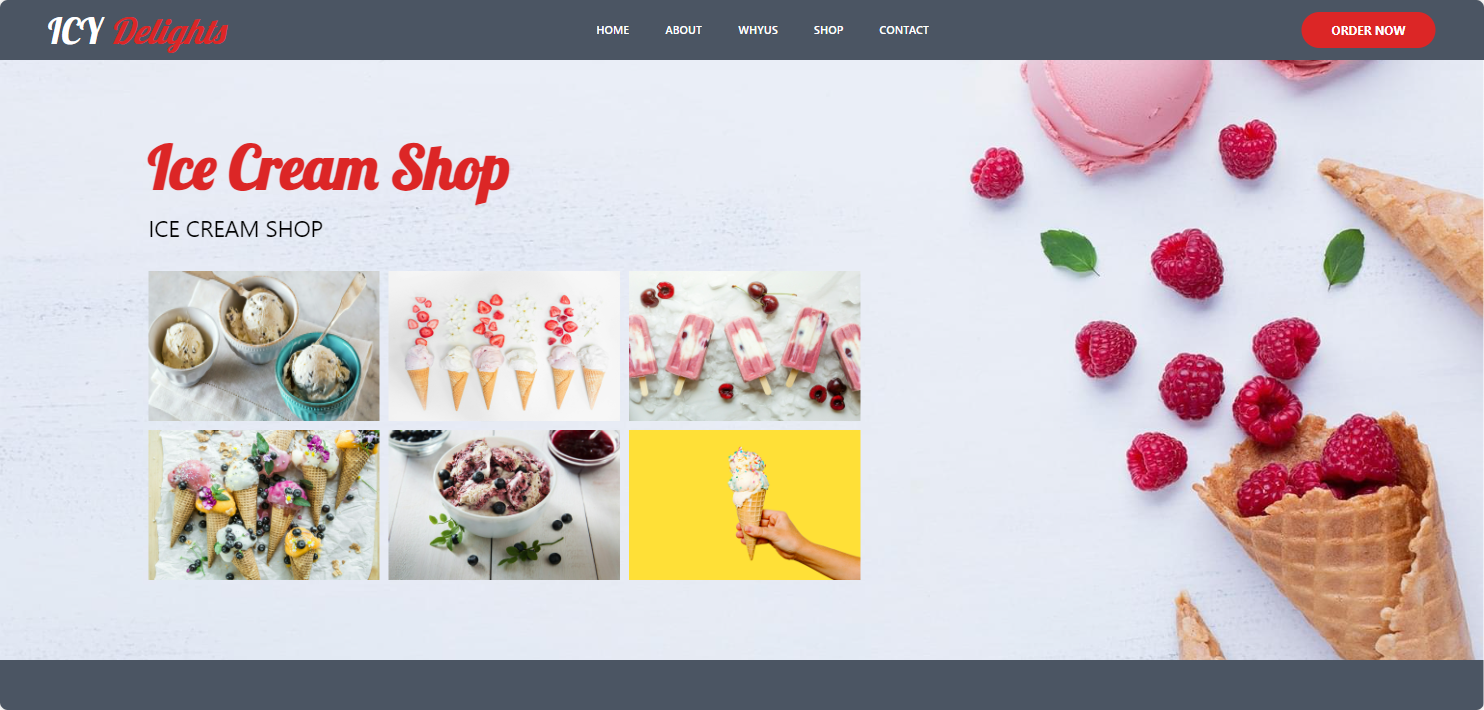 ICY Delights
HOME
ABOUT
WHYUS
SHOP
CONTACT
ORDER NOW
Ice Cream Shop
ICE CREAM SHOP